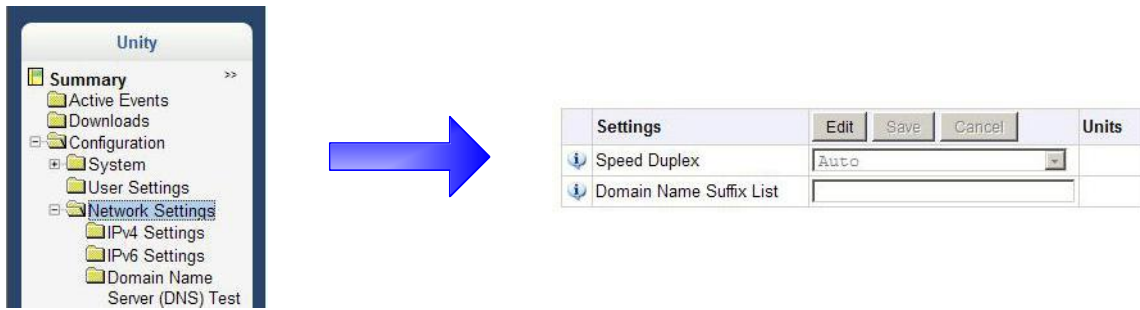 Unity
Summary >>
Active Events
Downloads
Configuration
System
User Settings
Network Settings
IPv4 Settings
IPv6 Settings
Domain Name
Server (DNS) Test
Settings Edit Save Cancel Units
Speed Duplex Auto
Domain Name Suffix List